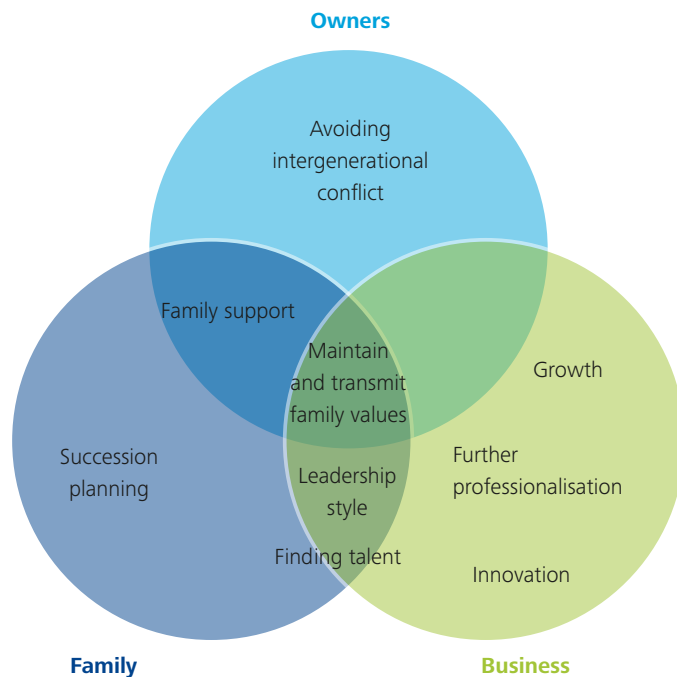 Owners
Avoiding
intergenerational
conflict
Family support
Maintain
and transmit
family values
Growth
Succession
planning
Further
professionalisation
Leadership
style
Finding talent
Innovation
Family
Business